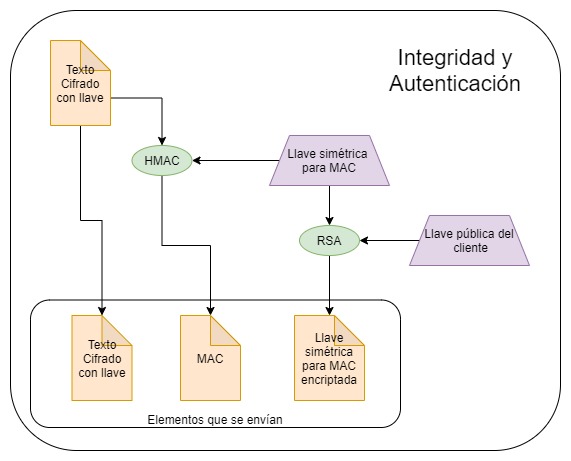 Integridad y
Autenticación
Texto
Cifrado
con llave
HMAC
Llave simétrica
para MAC
RSA
Llave pública del
cliente
Texto
Cifrado
con llave
MAC
Llave
simétrica
para MAC
encriptada
Elementos que se envían